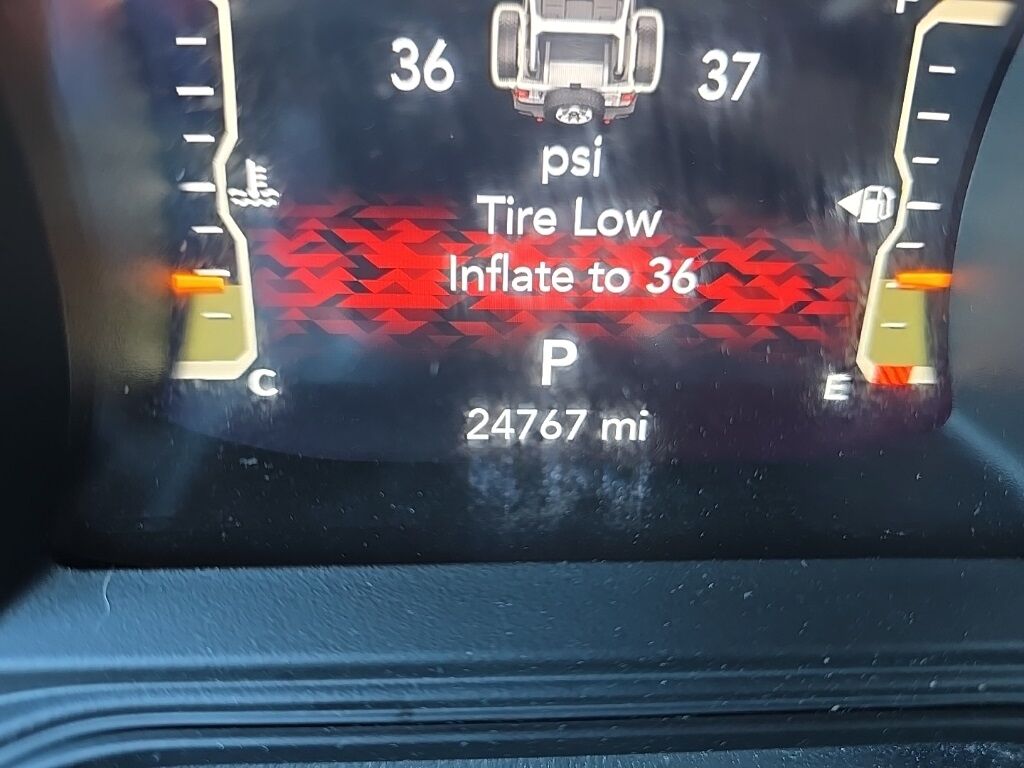 36 37
psi
Tire Low
Inflate to 36
P
C E
24767 mi